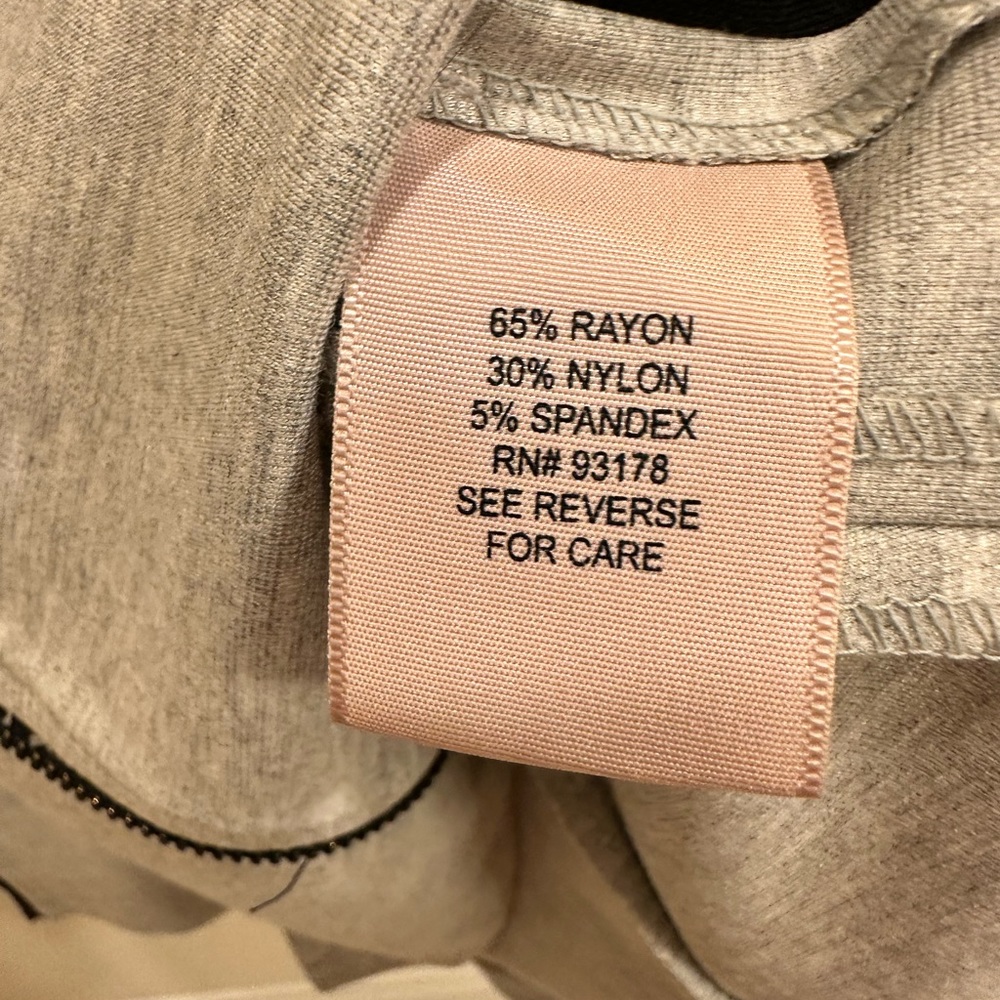 65% RAYON
30% NYLON
5% SPANDEX
RN# 93178
SEE REVERSE
FOR CARE